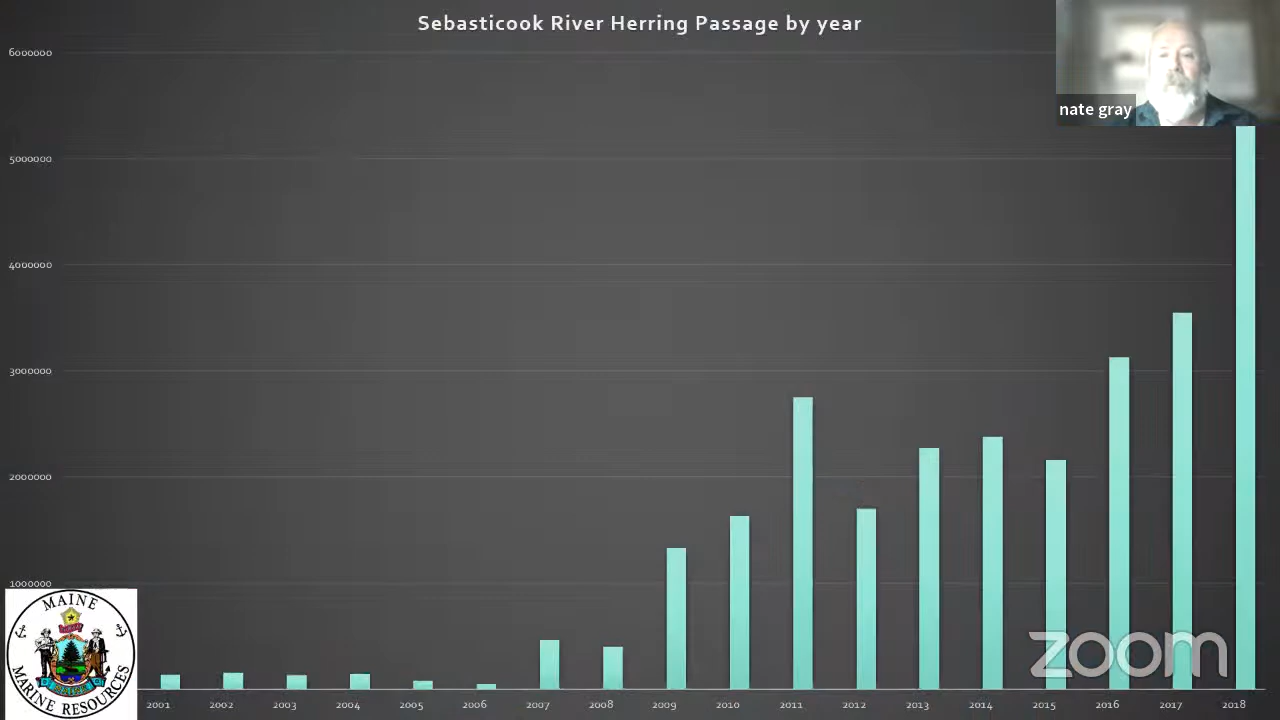 Sebasticook River Herring Passage by year
6000000
nate gray
5000000
4000000
3000000
2000000
1000000
MAINE
MARINE RESOURCES
zoom
2001 2002 2003 2004 2005 2006 2007 2008 2009 2010 2011 2012 2013 2014 2015 2016 2017 2018